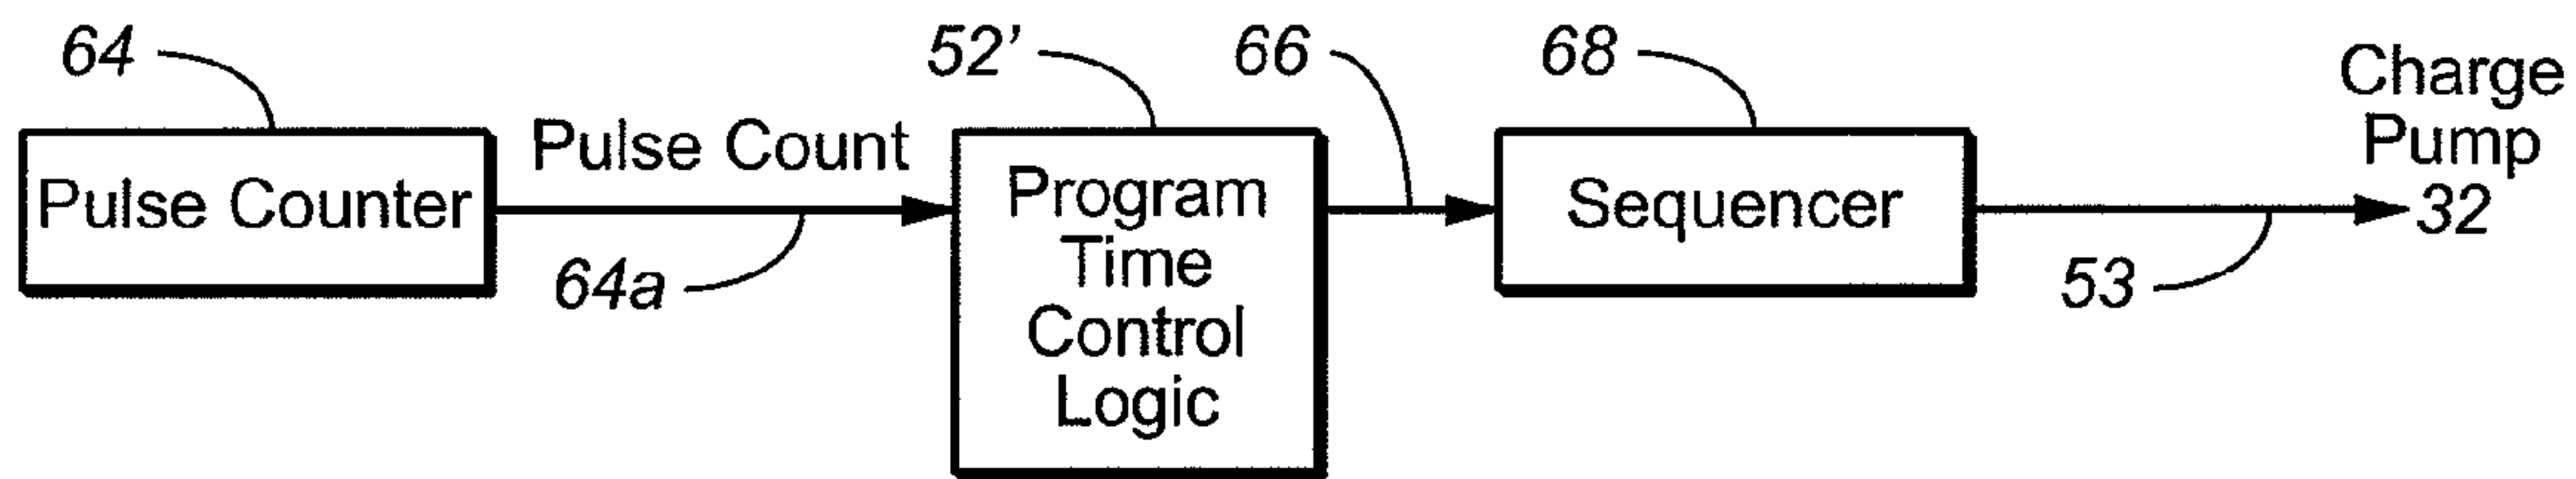 64
52’
66
68
Charge
Pump
32
Pulse Counter
Pulse Count
64a
Program
Time
Control
Logic
Sequencer
53